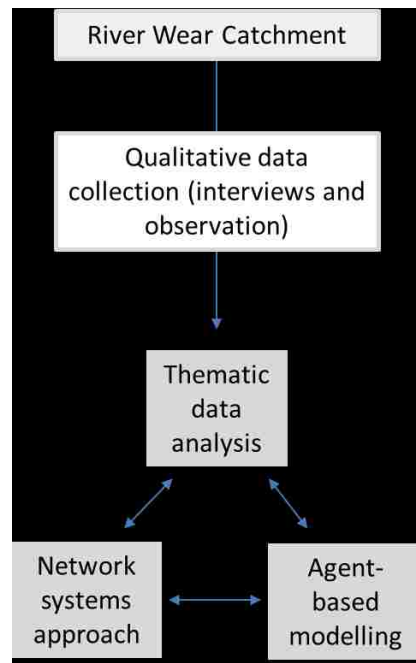 River Wear Catchment
Qualitative data
collection (interviews and
observation)
Thematic
data
analysis
Network
systems
approach
Agent-
based
modelling